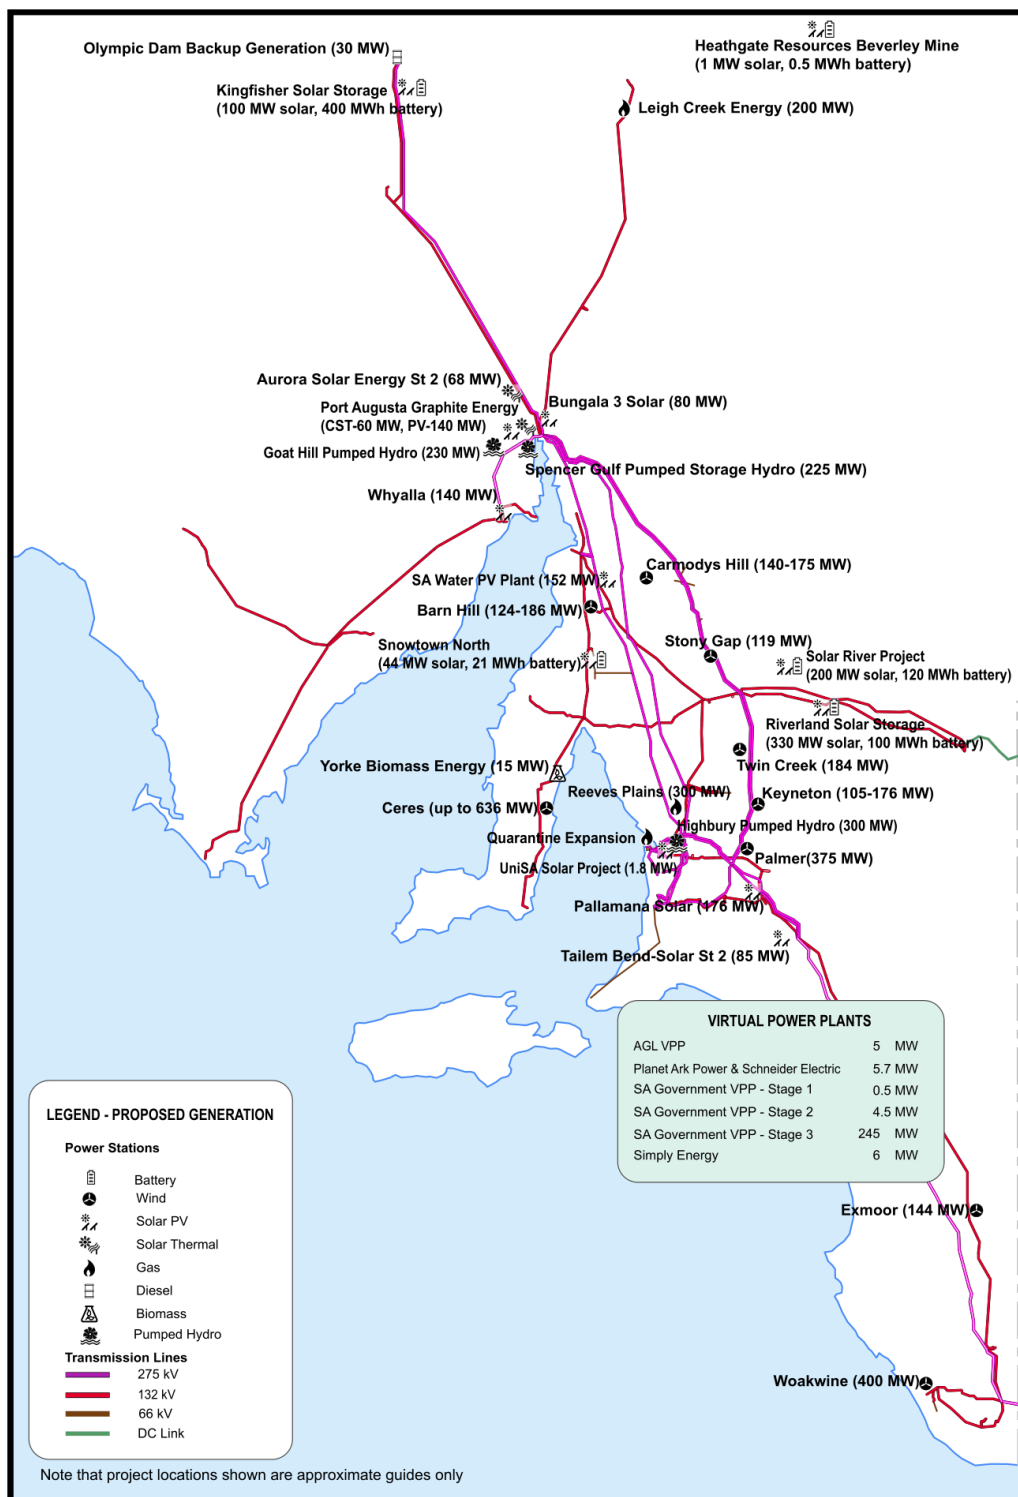 Olympic Dam Backup Generation (30 MW)
Heathgate Resources Beverley Mine
(1 MW solar, 0.5 MWh battery)
Kingfisher Solar Storage
(100 MW solar, 400 MWh battery)
Leigh Creek Energy (200 MW)
Aurora Solar Energy St 2 (68 MW)
Bungala 3 Solar (80 MW)
Port Augusta Graphite Energy
(CST-60 MW, PV-140 MW)
Goat Hill Pumped Hydro (230 MW)
Spencer Gulf Pumped Storage Hydro (225 MW)
Whyalla (140 MW)
Carmodys Hill (140-175 MW)
SA Water PV Plant (152 MW)
Barn Hill (124-186 MW)
Stony Gap (119 MW)
Snowtown North
(44 MW solar, 21 MWh battery)
Solar River Project
(200 MW solar, 120 MWh battery)
Riverland Solar Storage
(330 MW solar, 100 MWh battery)
Twin Creek (184 MW)
Yorke Biomass Energy (15 MW)
Reeves Plains (300 MW)
Keyneton (105-176 MW)
Ceres (up to 636 MW)
Highbury Pumped Hydro (300 MW)
Quarantine Expansion
Palmer(375 MW)
UniSA Solar Project (1.8 MW)
Pallamana Solar (176 MW)
Tailem Bend-Solar St 2 (85 MW)
VIRTUAL POWER PLANTS
AGL VPP 5 MW
Planet Ark Power & Schneider Electric 5.7 MW
SA Government VPP - Stage 1 0.5 MW
SA Government VPP - Stage 2 4.5 MW
SA Government VPP - Stage 3 245 MW
Simply Energy 6 MW
Exmoor (144 MW)
Woakwine (400 MW)
LEGEND - PROPOSED GENERATION
Power Stations
Battery
Wind
Solar PV
Solar Thermal
Gas
Diesel
Biomass
Pumped Hydro
Transmission Lines
275 kV
132 kV
66 kV
DC Link
Note that project locations shown are approximate guides only